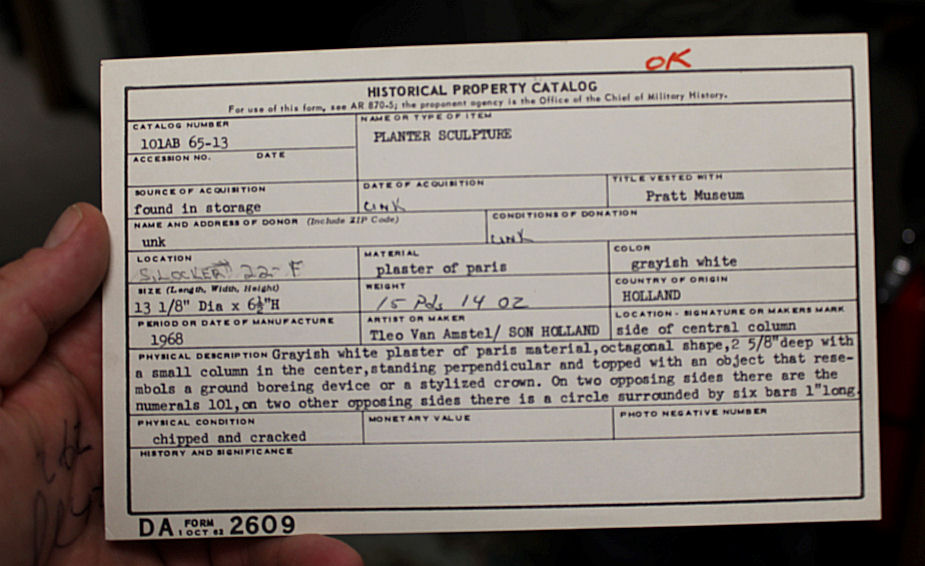 OK
HISTORICAL PROPERTY CATALOG
For use of this form, see AR 870-5; the proponent agency is the Office of the Chief of Military History.
CATALOG NUMBER
101AB 65-13
NAME OR TYPE OF ITEM
PLANTER SCULPTURE
ACCESSION NO. DATE
SOURCE OF ACQUISITION
found in storage
DATE OF ACQUISITION
UNK
TITLE VESTED WITH
Pratt Museum
NAME AND ADDRESS OF DONOR (Include ZIP Code)
unk
CONDITIONS OF DONATION
UNK
LOCATION
S. LOCKER 22-F
MATERIAL
plaster of paris
COLOR
grayish white
SIZE (Length, Width, Height)
13 1/8" Dia x 6½"H
WEIGHT
15 Pds 14 OZ
COUNTRY OF ORIGIN
HOLLAND
PERIOD OR DATE OF MANUFACTURE
1968
ARTIST OR MAKER
Tleo Van Amstel/ SON HOLLAND
LOCATION - SIGNATURE OR MAKERS MARK
side of central column
PHYSICAL DESCRIPTION Grayish white plaster of paris material,octagonal shape,2 5/8"deep with
a small column in the center,standing perpendicular and topped with an object that rese-
mbols a ground boreing device or a stylized crown. On two opposing sides there are the
numerals 101,on two other opposing sides there is a circle surrounded by six bars 1"long.
PHYSICAL CONDITION
chipped and cracked
MONETARY VALUE
PHOTO NEGATIVE NUMBER
HISTORY AND SIGNIFICANCE
DA FORM 2609
1 OCT 62